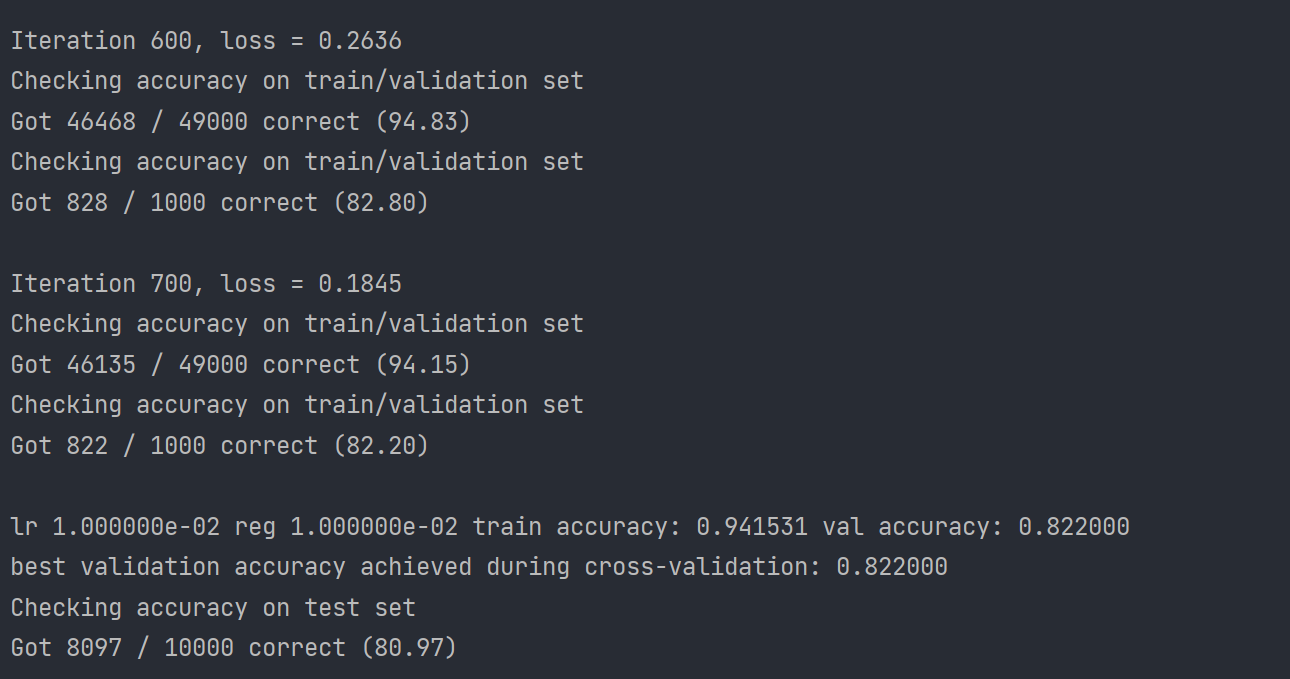 Iteration 600, loss = 0.2636
Checking accuracy on train/validation set
Got 46468 / 49000 correct (94.83)
Checking accuracy on train/validation set
Got 828 / 1000 correct (82.80)
Iteration 700, loss = 0.1845
Checking accuracy on train/validation set
Got 46135 / 49000 correct (94.15)
Checking accuracy on train/validation set
Got 822 / 1000 correct (82.20)
lr 1.000000e-02 reg 1.000000e-02 train accuracy: 0.941531 val accuracy: 0.822000
best validation accuracy achieved during cross-validation: 0.822000
Checking accuracy on test set
Got 8097 / 10000 correct (80.97)